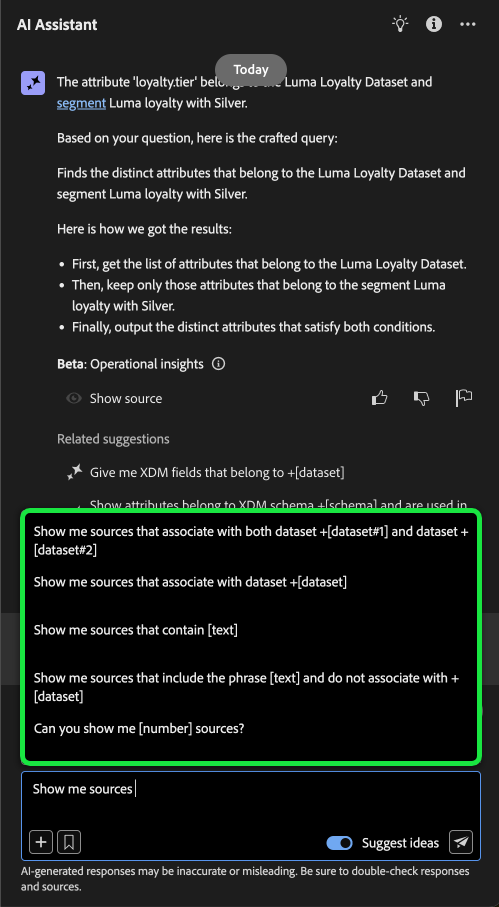 AI Assistant
Today
The attribute 'loyalty.tier' to the Luma Loyalty Dataset and
segment Luma loyalty with Silver.
Based on your question, here is the crafted query:
Finds the distinct attributes that belong to the Luma Loyalty Dataset and
segment Luma loyalty with Silver.
Here is how we got the results:
• First, get the list of attributes that belong to the Luma Loyalty Dataset.
• Then, keep only those attributes that belong to the segment Luma
loyalty with Silver.
• Finally, output the distinct attributes that satisfy both conditions.
Beta: Operational insights
Show source
Related suggestions
Give me XDM fields that belong to +[dataset]
Show attributes belong to XDM schema +[schema] and are used in
Show me sources that associate with both dataset +[dataset#1] and dataset +
[dataset#2]
Show me sources that associate with dataset +[dataset]
Show me sources that contain [text]
Show me sources that include the phrase [text] and do not associate with +
[dataset]
Can you show me [number] sources?
Show me sources
Suggest ideas
AI-generated responses may be inaccurate or misleading. Be sure to double-check responses
and sources.